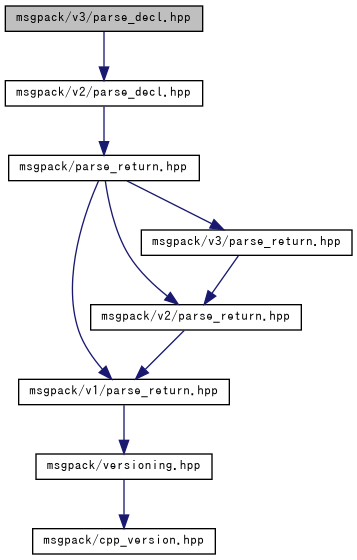 msgpack/v3/parse_decl.hpp
msgpack/v2/parse_decl.hpp
msgpack/parse_return.hpp
msgpack/v3/parse_return.hpp
msgpack/v2/parse_return.hpp
msgpack/v1/parse_return.hpp
msgpack/versioning.hpp
msgpack/cpp_version.hpp